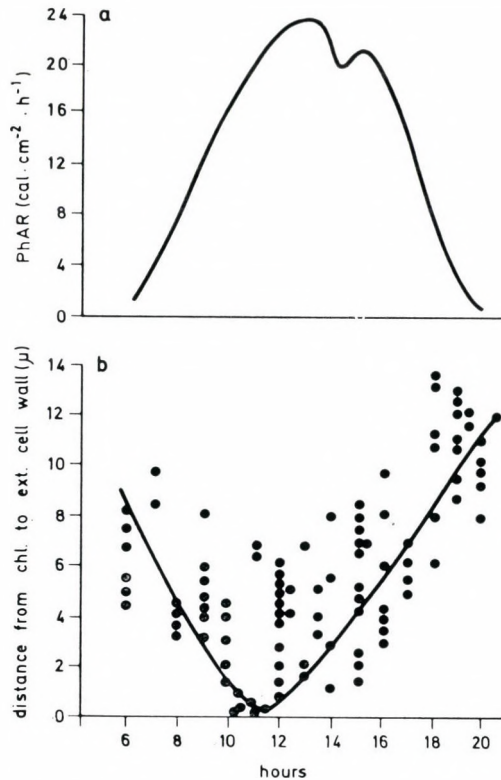 a
PhAR (cal · cm⁻² · h⁻¹)
24
20
16
12
8
4
0
b
distance from chl. to ext. cell wall (μ)
14
12
10
8
6
4
2
0
6 8 10 12 14 16 18 20
hours